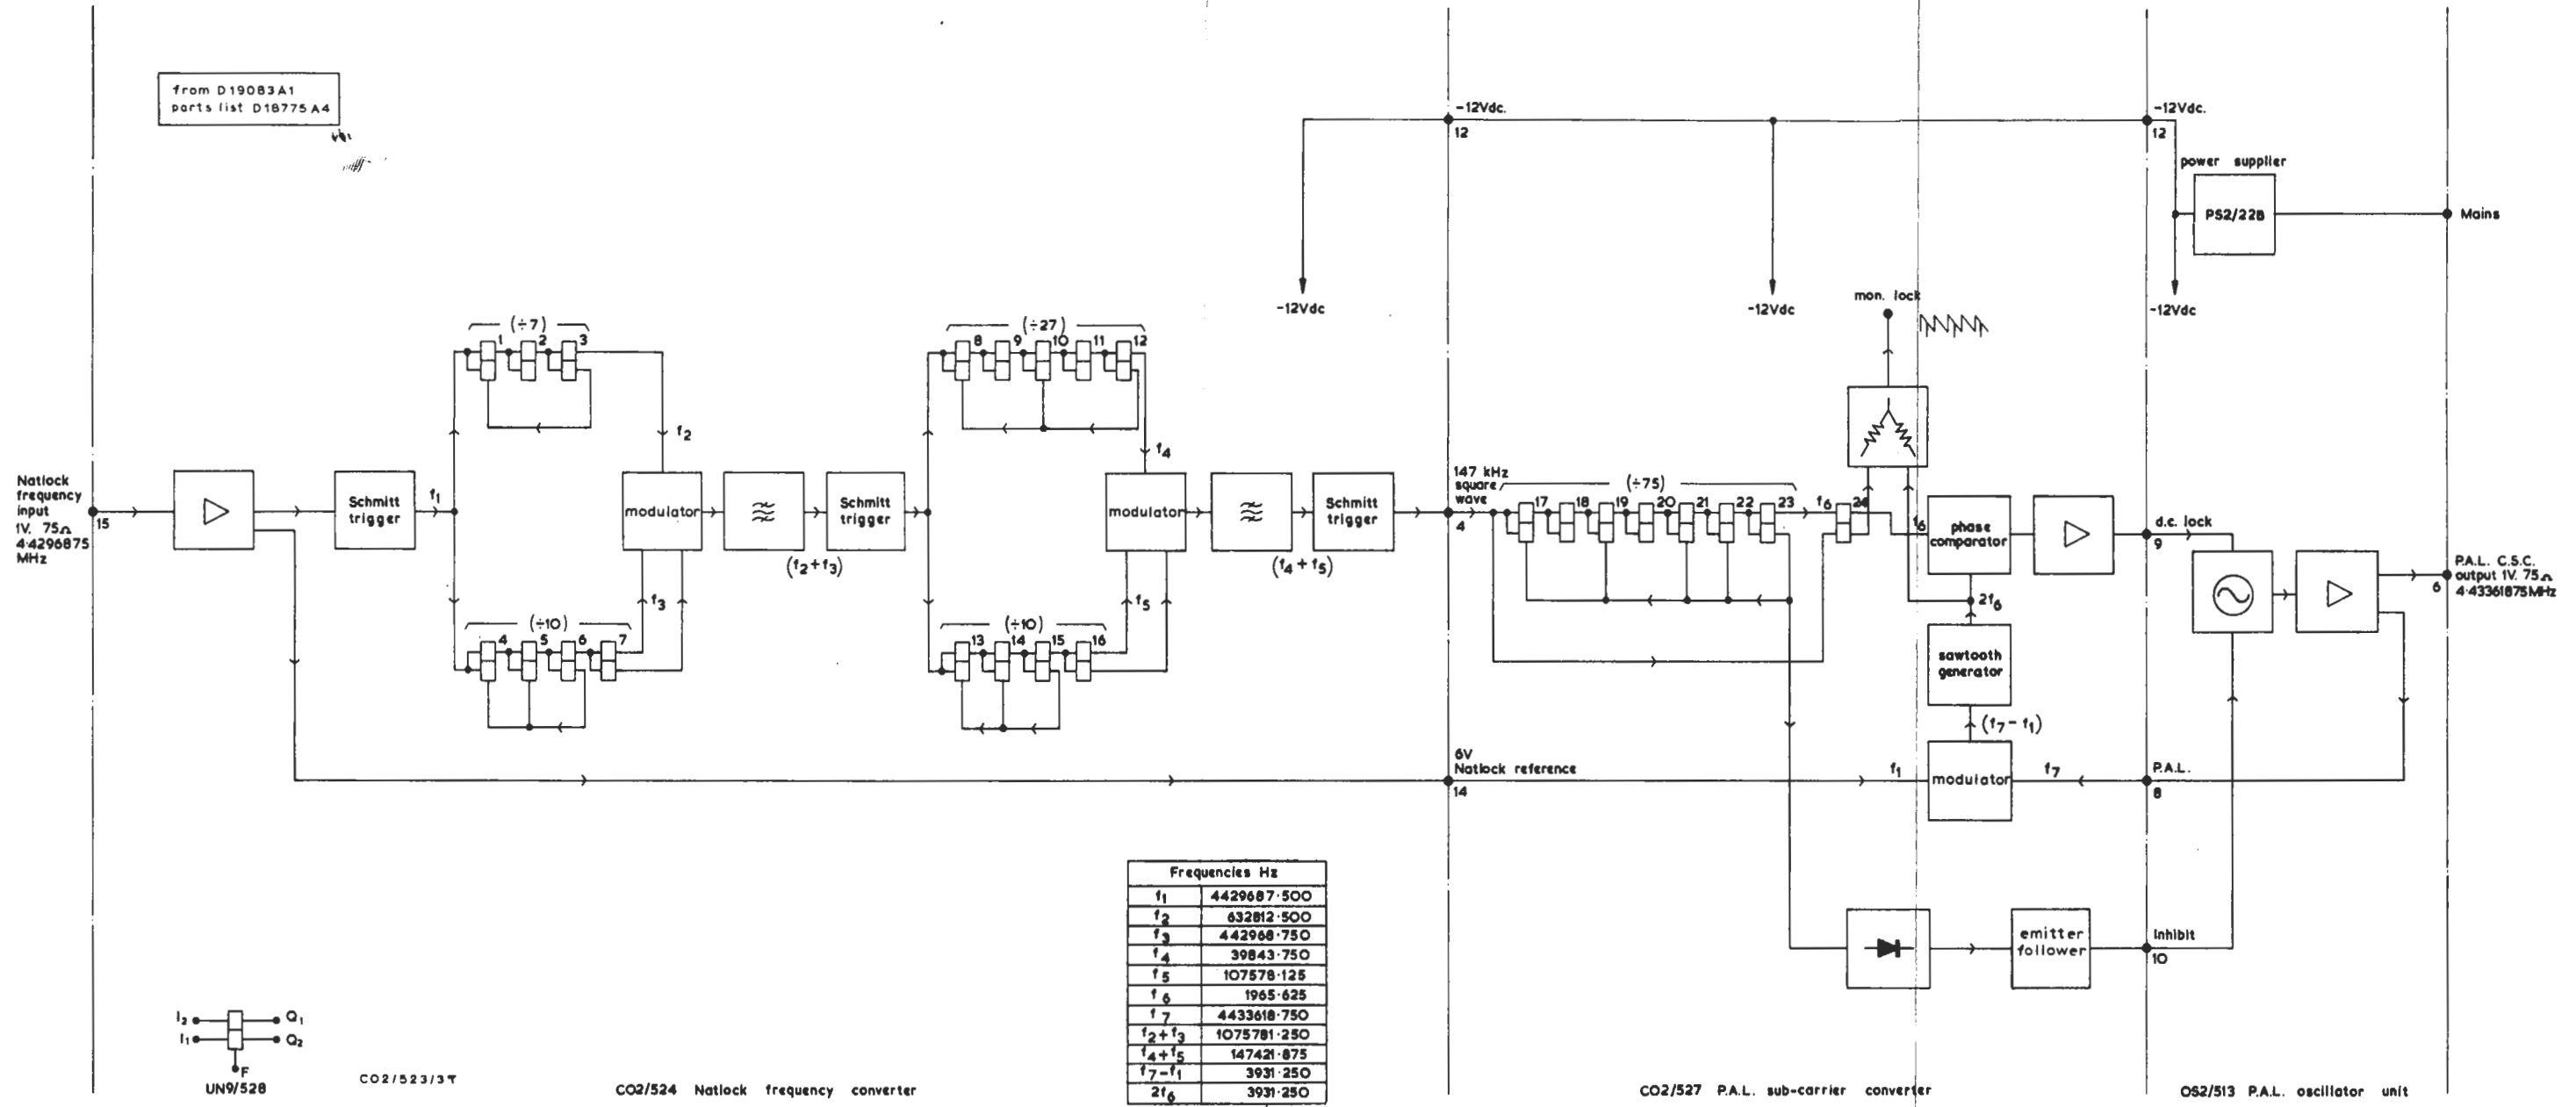 from D19083A1
parts list D18775A4
-12Vdc.
12
-12Vdc.
12
power supplier
PS2/22B
Mains
-12Vdc
-12Vdc
-12Vdc
mon. lock
(÷7)
1 2 3
f2
(÷27)
8 9 10 11 12
f4
Natlock
frequency
input
1V. 75Ω
4·4296875
MHz
15
Schmitt
trigger
f1
modulator
(f2+f3)
Schmitt
trigger
modulator
(f4+f5)
Schmitt
trigger
147 kHz
square
wave
4
(÷75)
17 18 19 20 21 22 23
f6
24
f6
phase
comparator
d.c. lock
9
P.A.L. C.S.C.
output 1V. 75Ω
4·43361875MHz
6
f3
(÷10)
4 5 6 7
f5
(÷10)
13 14 15 16
2f6
sawtooth
generator
(f7-f1)
6V
Natlock reference
14
f1
modulator
f7
P.A.L.
8
Frequencies Hz
f1 4429687·500
f2 632812·500
f3 442968·750
f4 39843·750
f5 107578·125
f6 1965·625
f7 4433618·750
f2+f3 1075781·250
f4+f5 147421·875
f7-f1 3931·250
2f6 3931·250
emitter
follower
Inhibit
10
I2 Q1
I1 Q2
F
UN9/528
CO2/523/3T
CO2/524 Natlock frequency converter
CO2/527 P.A.L. sub-carrier converter
OS2/513 P.A.L. oscillator unit